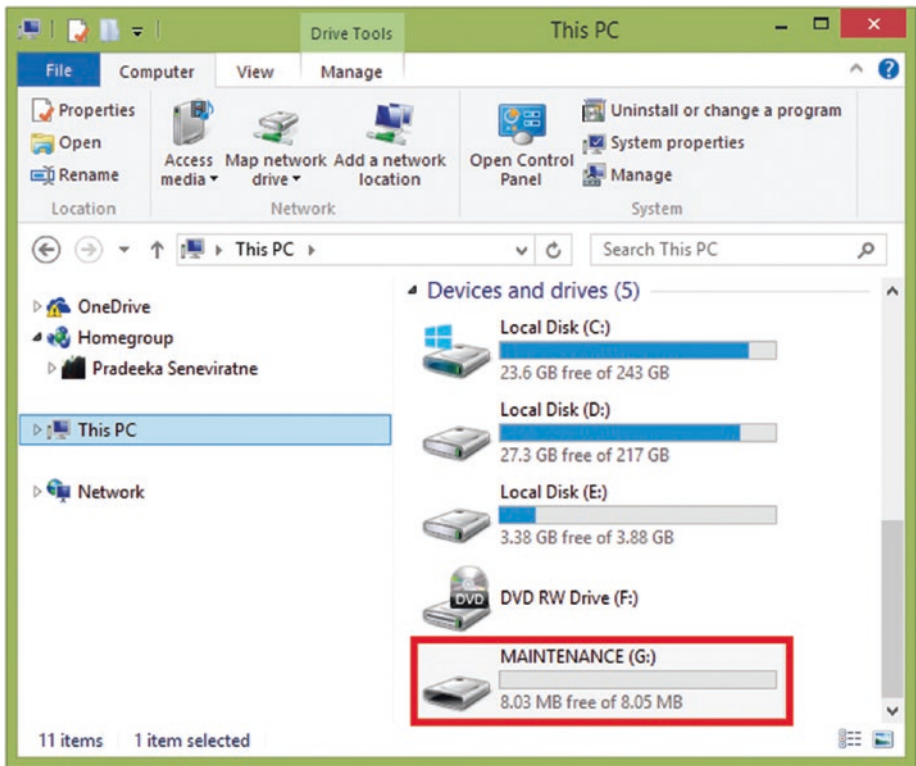 Drive Tools
This PC
File
Computer
View
Manage
Properties
Open
Rename
Location
Access media
Map network drive
Add a network location
Network
Open Control Panel
Uninstall or change a program
System properties
Manage
System
This PC
Search This PC
OneDrive
Homegroup
Pradeeka Seneviratne
This PC
Network
Devices and drives (5)
Local Disk (C:)
23.6 GB free of 243 GB
Local Disk (D:)
27.3 GB free of 217 GB
Local Disk (E:)
3.38 GB free of 3.88 GB
DVD
DVD RW Drive (F:)
MAINTENANCE (G:)
8.03 MB free of 8.05 MB
11 items
1 item selected